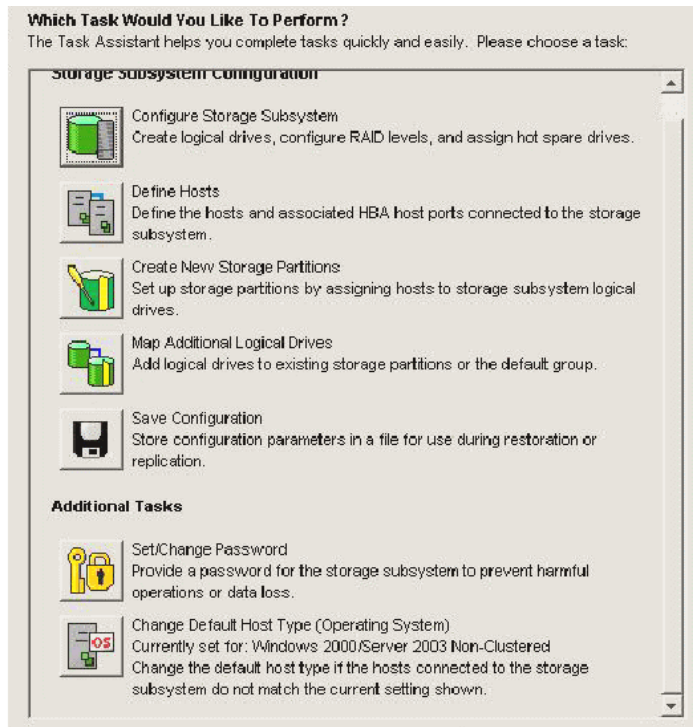 Which Task Would You Like To Perform?
The Task Assistant helps you complete tasks quickly and easily. Please choose a task:
Storage Subsystem Configuration
Configure Storage Subsystem
Create logical drives, configure RAID levels, and assign hot spare drives.
Define Hosts
Define the hosts and associated HBA host ports connected to the storage
subsystem.
Create New Storage Partitions
Set up storage partitions by assigning hosts to storage subsystem logical
drives.
Map Additional Logical Drives
Add logical drives to existing storage partitions or the default group.
Save Configuration
Store configuration parameters in a file for use during restoration or
replication.
Additional Tasks
Set/Change Password
Provide a password for the storage subsystem to prevent harmful
operations or data loss.
OS
Change Default Host Type (Operating System)
Currently set for: Windows 2000/Server 2003 Non-Clustered
Change the default host type if the hosts connected to the storage
subsystem do not match the current setting shown.